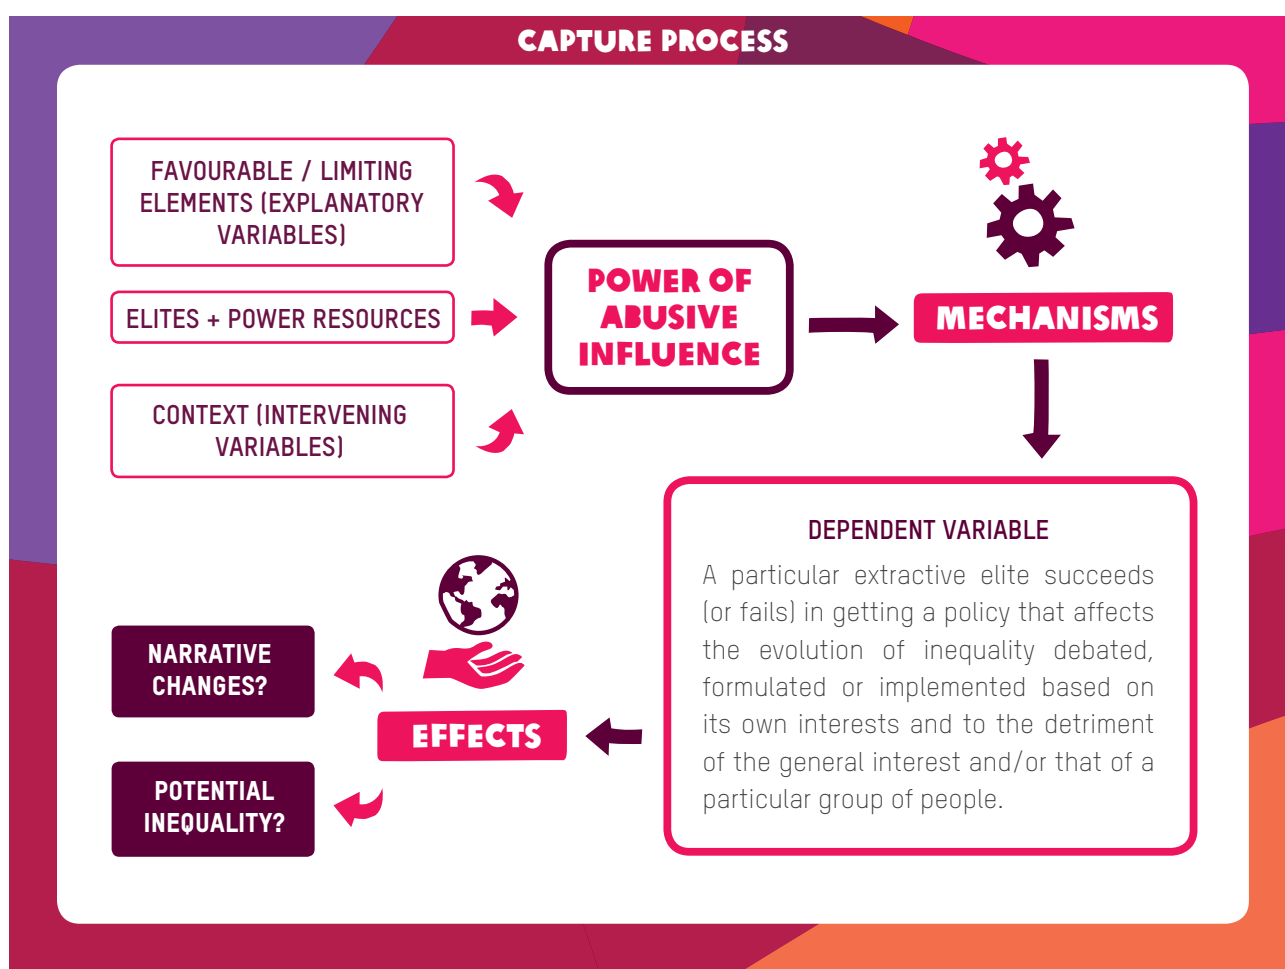 CAPTURE PROCESS
FAVOURABLE / LIMITING
ELEMENTS (EXPLANATORY
VARIABLES)
ELITES + POWER RESOURCES
CONTEXT (INTERVENING
VARIABLES)
POWER OF
ABUSIVE
INFLUENCE
MECHANISMS
DEPENDENT VARIABLE
A particular extractive elite succeeds
(or fails) in getting a policy that affects
the evolution of inequality debated,
formulated or implemented based on
its own interests and to the detriment
of the general interest and/or that of a
particular group of people.
EFFECTS
NARRATIVE
CHANGES?
POTENTIAL
INEQUALITY?